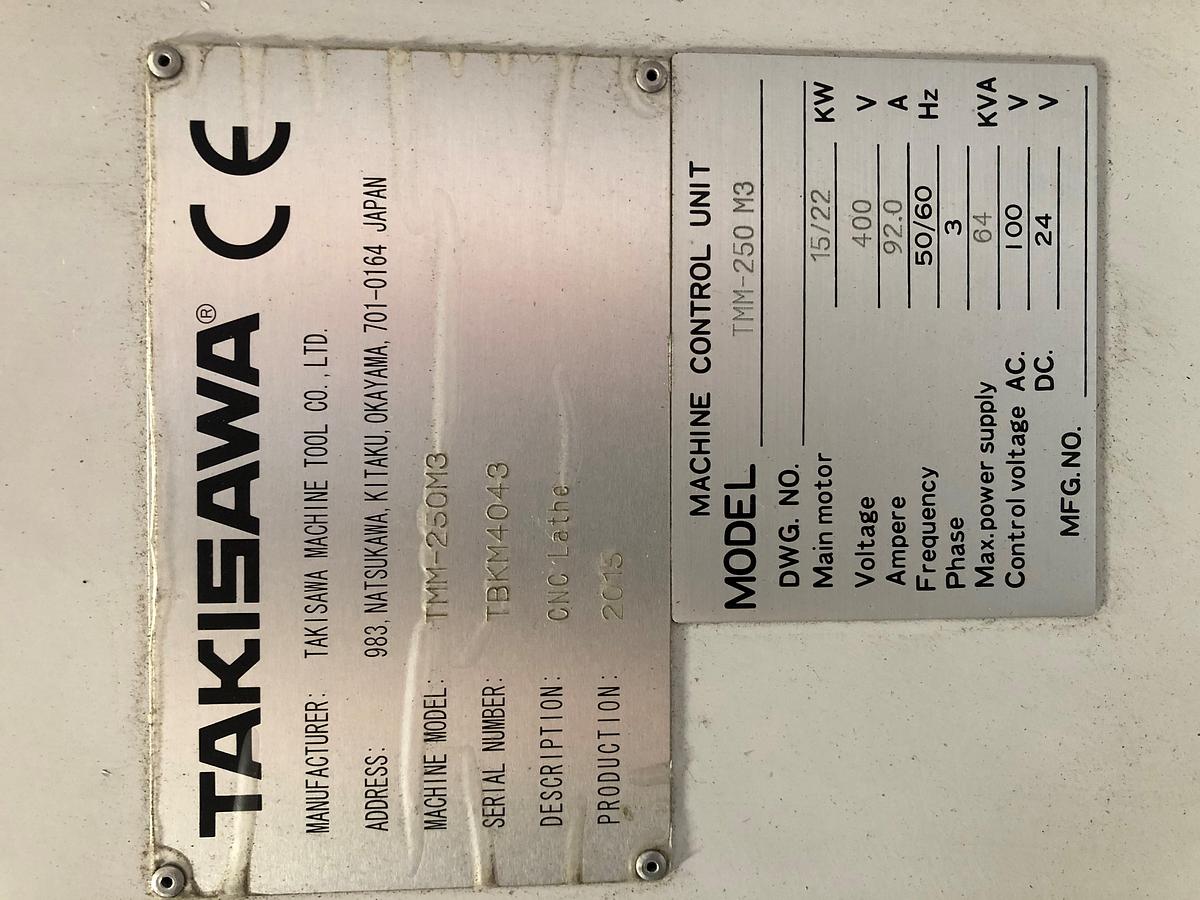 TAKISAWA® CE
MANUFACTURER: TAKISAWA MACHINE TOOL CO.,LTD.
ADDRESS: 983,NATSUKAWA,KITAKU,OKAYAMA,701-0164 JAPAN
MACHINE MODEL: TMM-250M3
SERIAL NUMBER: TBKM4043
DESCRIPTION: CNC Lathe
PRODUCTION: 2015
MACHINE CONTROL UNIT
MODEL TMM-250 M3
DWG. NO.
Main motor 15/22 KW
Voltage 400 V
Ampere 92.0 A
Frequency 50/60 Hz
Phase 3
Max.power supply 64 KVA
Control voltage AC. 100 V
DC. 24 V
MFG.NO.